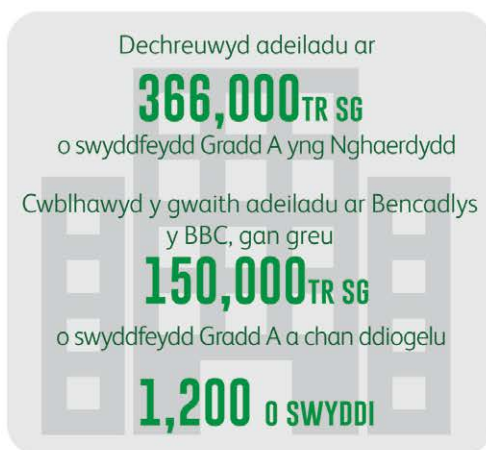 Dechreuwyd adeiladu ar
366,000TR SG
o swyddfeydd Gradd A yng Nghaerdydd
Cwblhawyd y gwaith adeiladu ar Bencadlys
y BBC, gan greu
150,000TR SG
o swyddfeydd Gradd A a chan ddiogelu
1,200 O SWYDDI